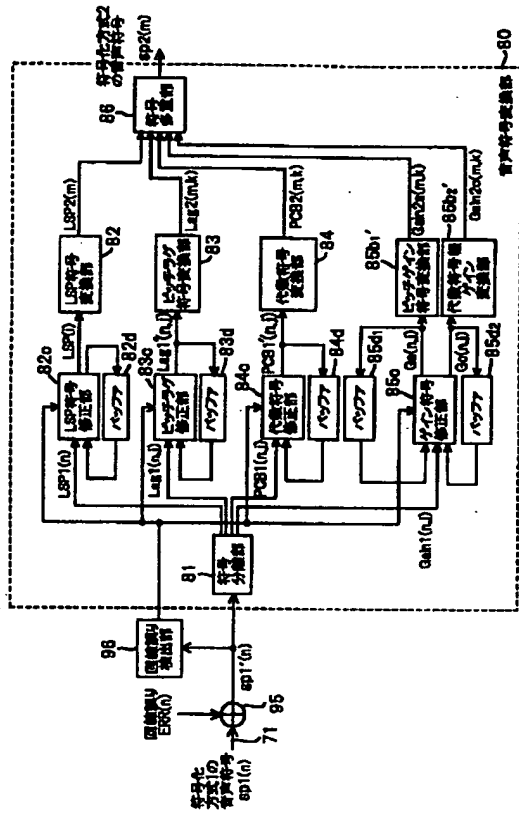 符号化
方式1の
音声符号
sp1(n)
71
回線誤り
ERR(n)
95
sp1'(n)
回線誤り
検出部
96
符号
分離部
81
LSP1(n)
Lag1(n,j)
PCB1(n,j)
Gain1(n,j)
LSP符号
修正部
82c
バッファ
82d
LSP(i)
LSP符号
変換部
82
LSP2(m)
ピッチラグ
修正部
83c
バッファ
83d
Lag1'(n,j)
ピッチラグ
符号変換部
83
Lag2(m,k)
代数符号
修正部
84c
バッファ
84d
PCB1'(n,j)
代数符号
変換部
84
PCB2(m,k)
バッファ
85d1
ゲイン符号
修正部
85c
バッファ
85d2
Ga(n,j)
Gc(n,j)
ピッチゲイン
符号変換部
85b1'
代数符号帳
ゲイン
変換部
85b2'
Gain2a(m,k)
Gain2c(m,k)
符号
多重部
86
符号化方式2
の音声符号
sp2(m)
音声符号変換部
80